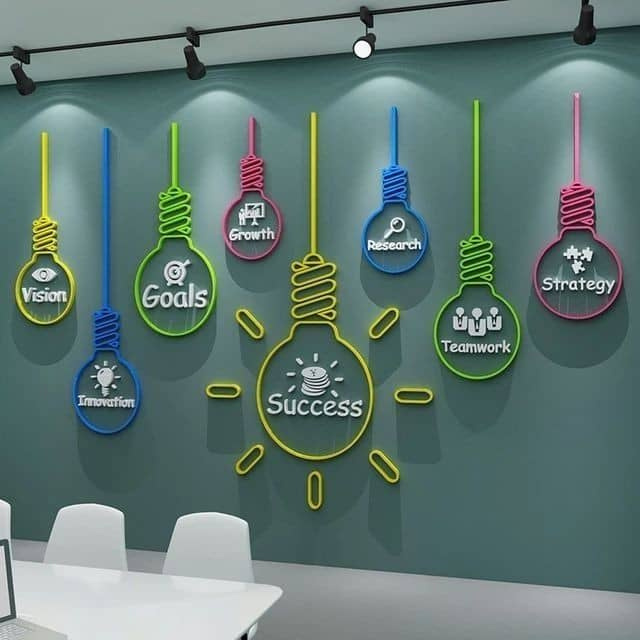 Vision
Innovation
Goals
Growth
Success
Research
Teamwork
Strategy